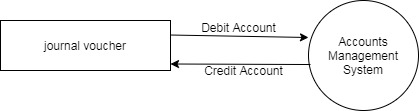 Debit Account
journal voucher
Credit Account
Accounts
Management
System